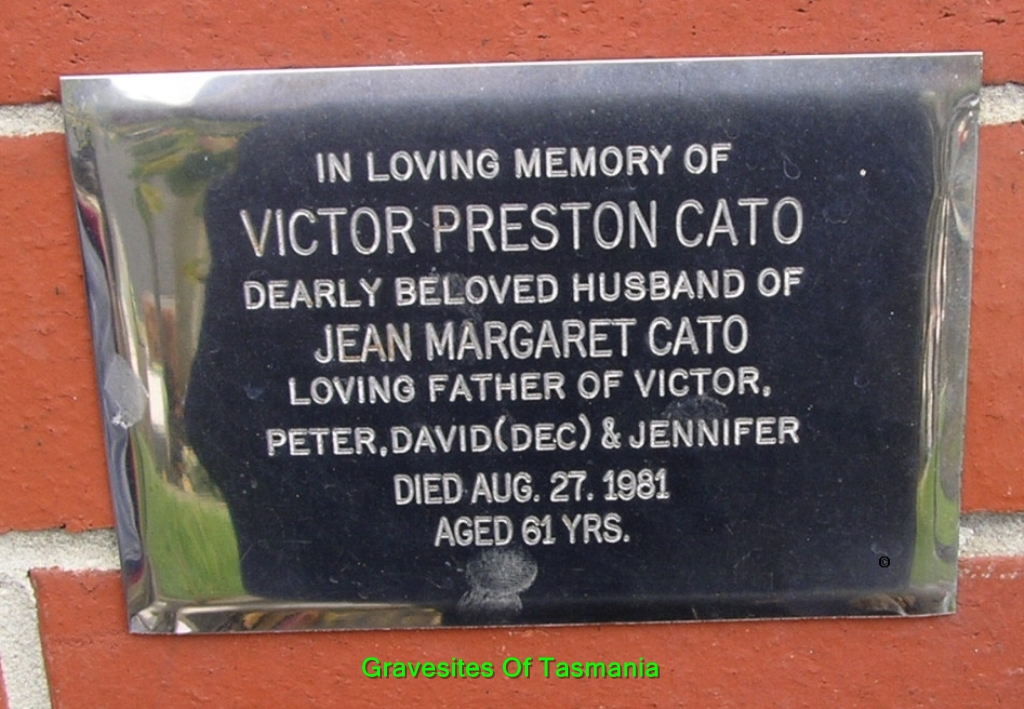 IN LOVING MEMORY OF
VICTOR PRESTON CATO
DEARLY BELOVED HUSBAND OF
JEAN MARGARET CATO
LOVING FATHER OF VICTOR,
PETER, DAVID (DEC) & JENNIFER
DIED AUG. 27. 1981
AGED 61 YRS.
©
Gravesites Of Tasmania